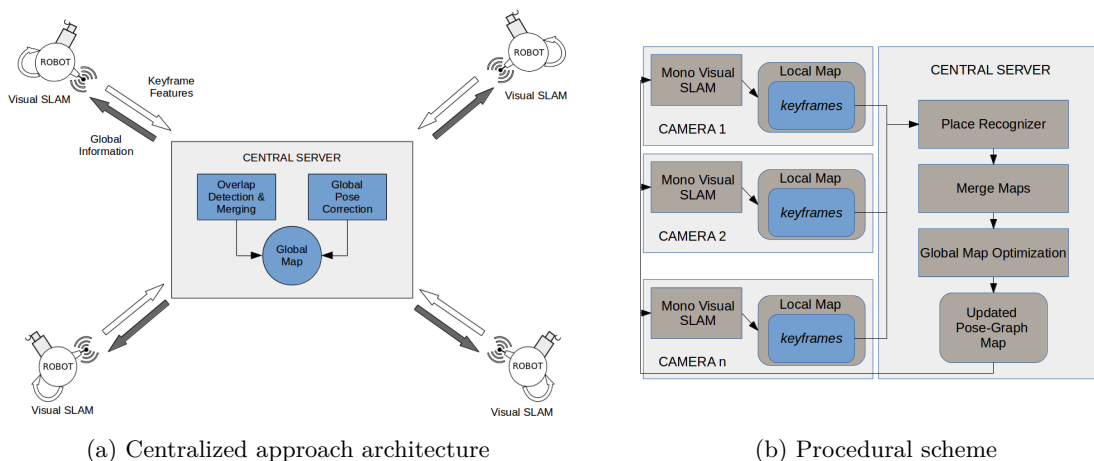 ROBOT
Visual SLAM
Keyframe
Features
Global
Information
ROBOT
Visual SLAM
CENTRAL SERVER
Overlap
Detection &
Merging
Global
Pose
Correction
Global
Map
ROBOT
Visual SLAM
ROBOT
Visual SLAM
(a) Centralized approach architecture
Mono Visual
SLAM
Local Map
keyframes
CAMERA 1
Mono Visual
SLAM
Local Map
keyframes
CAMERA 2
Mono Visual
SLAM
Local Map
keyframes
CAMERA n
CENTRAL SERVER
Place Recognizer
Merge Maps
Global Map Optimization
Updated
Pose-Graph
Map
(b) Procedural scheme